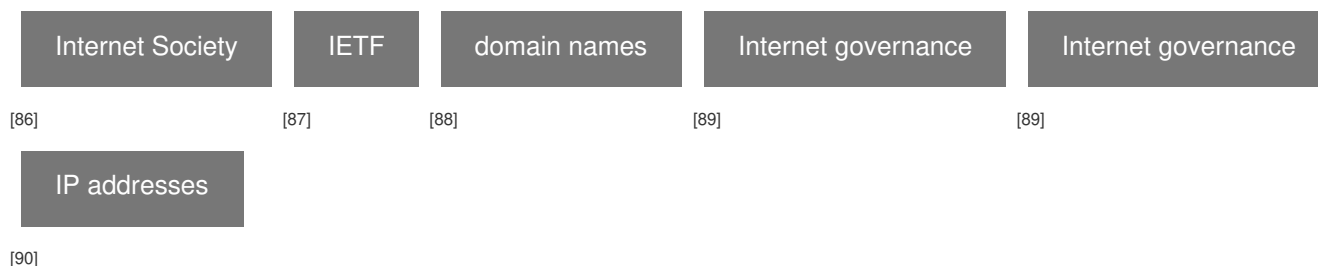 Internet Society IETF domain names Internet governance Internet governance
[86] [87] [88] [89] [89]
IP addresses
[90]